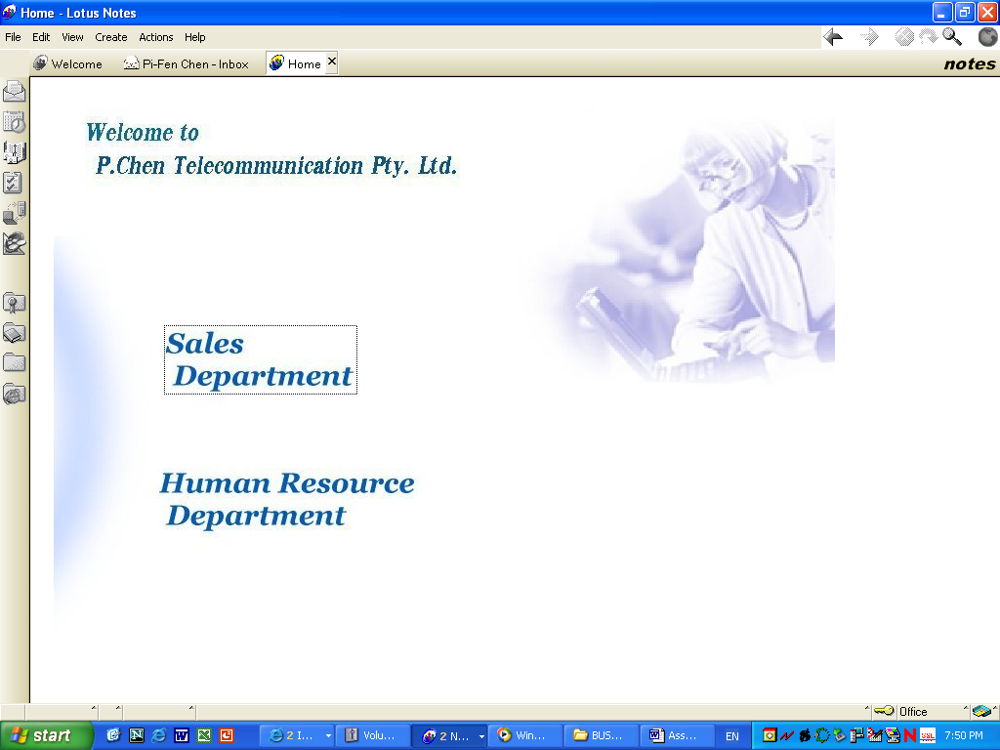 Home - Lotus Notes
File Edit View Create Actions Help
Welcome Pi-Fen Chen - Inbox Home notes
Welcome to
P.Chen Telecommunication Pty. Ltd.
Sales
Department
Human Resource
Department
Office
start 2 I... Volu... 2 N... Win... BUS... Ass... EN 7:50 PM